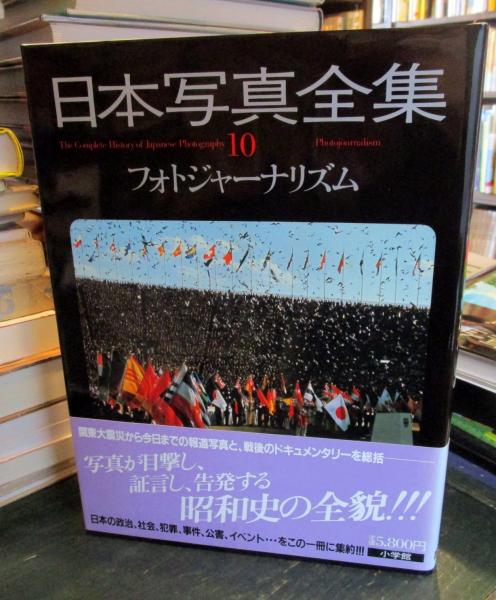 日本写真全集
The Complete History of Japanese Photography 10 Photojournalism
フォトジャーナリズム
関東大震災から今日までの報道写真と、戦後のドキュメンタリーを総括——
写真が目撃し、
証言し、告発する
昭和史の全貌!!!
日本の政治、社会、犯罪、事件、公害、イベント…をこの一冊に集約!!!
定価5,800円
小学館